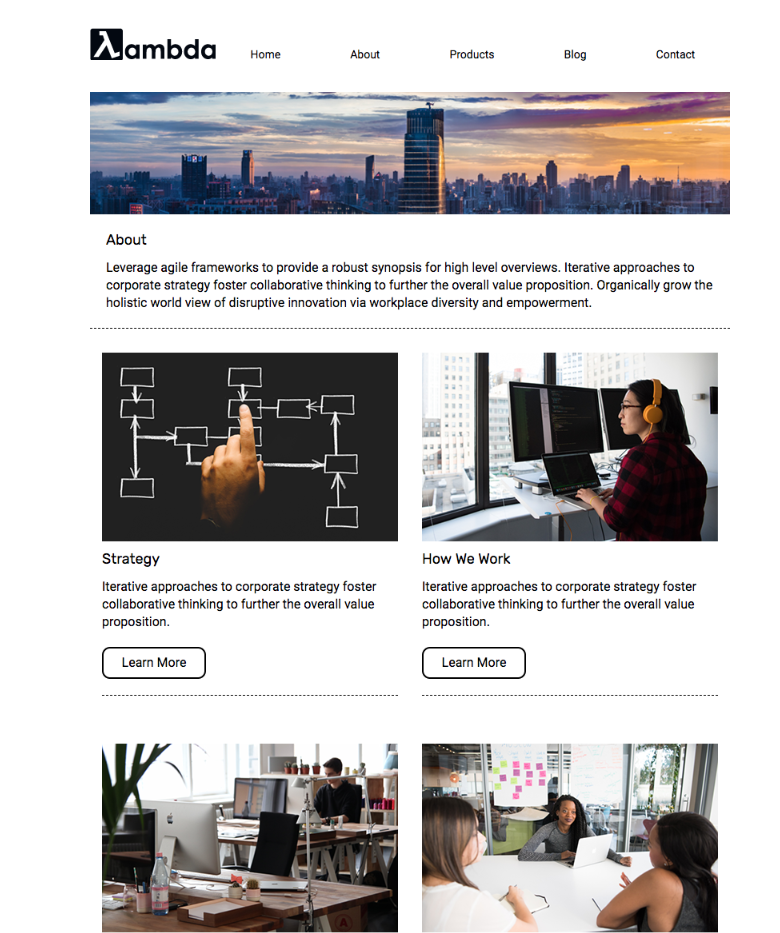 λambda
Home About Products Blog Contact
About
Leverage agile frameworks to provide a robust synopsis for high level overviews. Iterative approaches to
corporate strategy foster collaborative thinking to further the overall value proposition. Organically grow the
holistic world view of disruptive innovation via workplace diversity and empowerment.
Strategy
Iterative approaches to corporate strategy foster
collaborative thinking to further the overall value
proposition.
Learn More
How We Work
Iterative approaches to corporate strategy foster
collaborative thinking to further the overall value
proposition.
Learn More